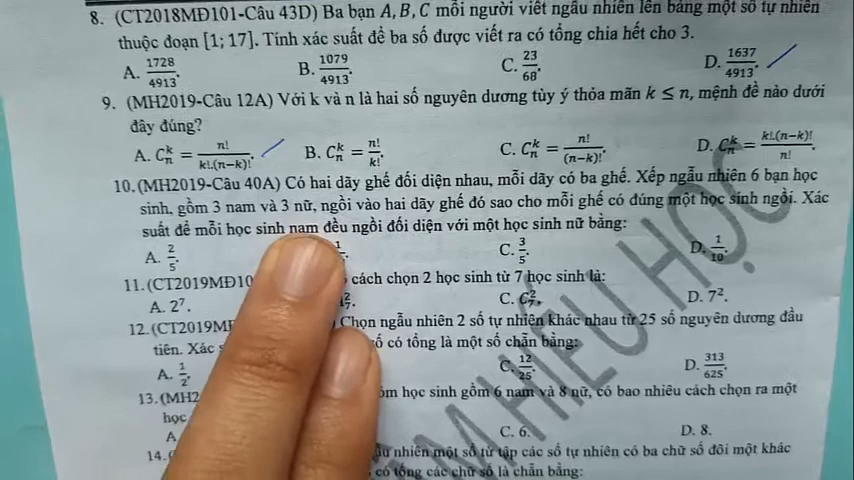 8. (CT2018MĐ101-Câu 43D) Ba bạn A, B, C mỗi người viết ngẫu nhiên lên bảng một số tự nhiên
thuộc đoạn [1; 17]. Tính xác suất để ba số được viết ra có tổng chia hết cho 3.
A. 1728/4913. B. 1079/4913. C. 23/68. D. 1637/4913.
9. (MH2019-Câu 12A) Với k và n là hai số nguyên dương tùy ý thỏa mãn k ≤ n, mệnh đề nào dưới
đây đúng?
A. C_n^k = n!/(k!.(n−k)!). B. C_n^k = n!/k!. C. C_n^k = n!/(n−k)!. D. C_n^k = k!.(n−k)!/n!.
10. (MH2019-Câu 40A) Có hai dãy ghế đối diện nhau, mỗi dãy có ba ghế. Xếp ngẫu nhiên 6 bạn học
sinh, gồm 3 nam và 3 nữ, ngồi vào hai dãy ghế đó sao cho mỗi ghế có đúng một học sinh ngồi. Xác
suất để mỗi học sinh nam đều ngồi đối diện với một học sinh nữ bằng:
A. 2/5. C. 3/5. D. 1/10.
11. (CT2019MĐ10 cách chọn 2 học sinh từ 7 học sinh là:
A. 2^7. C. C_7^2. D. 7^2.
12. (CT2019M Chọn ngẫu nhiên 2 số tự nhiên khác nhau từ 25 số nguyên dương đầu
tiên. Xác có tổng là một số chẵn bằng:
A. 1/2. C. 12/25. D. 313/625.
13. (MH2 học sinh gồm 6 nam và 8 nữ, có bao nhiêu cách chọn ra một
học
A C. 6. D. 8.
14. nhiên một số từ tập các số tự nhiên có ba chữ số đôi một khác
có tổng các chữ số là chẵn bằng:
HIẾU HỌC